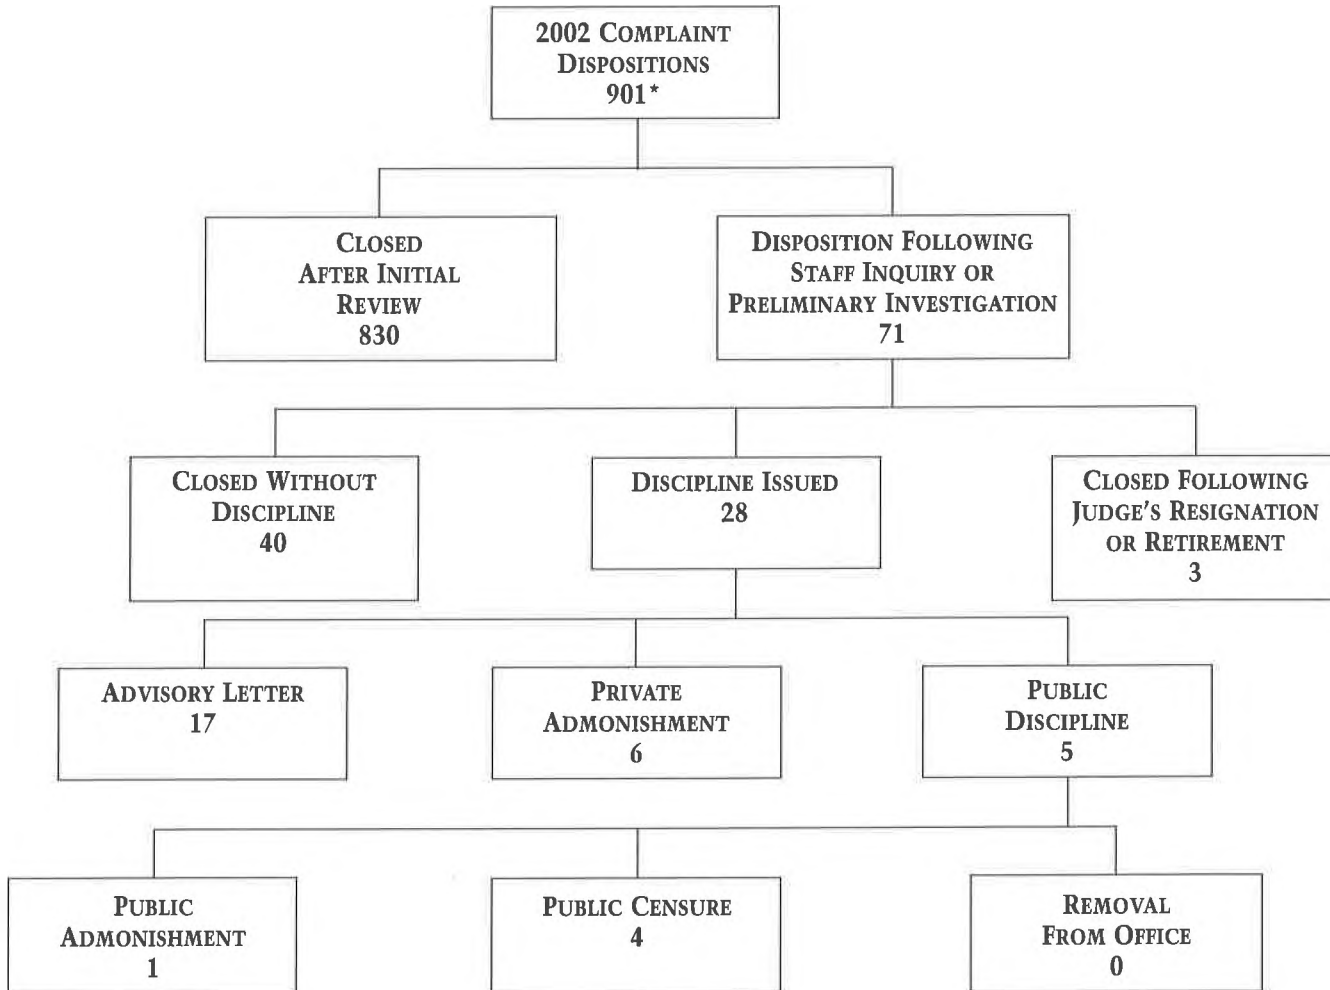 2002 COMPLAINT
DISPOSITIONS
901*
CLOSED
AFTER INITIAL
REVIEW
830
DISPOSITION FOLLOWING
STAFF INQUIRY OR
PRELIMINARY INVESTIGATION
71
CLOSED WITHOUT
DISCIPLINE
40
DISCIPLINE ISSUED
28
CLOSED FOLLOWING
JUDGE'S RESIGNATION
OR RETIREMENT
3
ADVISORY LETTER
17
PRIVATE
ADMONISHMENT
6
PUBLIC
DISCIPLINE
5
PUBLIC
ADMONISHMENT
1
PUBLIC CENSURE
4
REMOVAL
FROM OFFICE
0